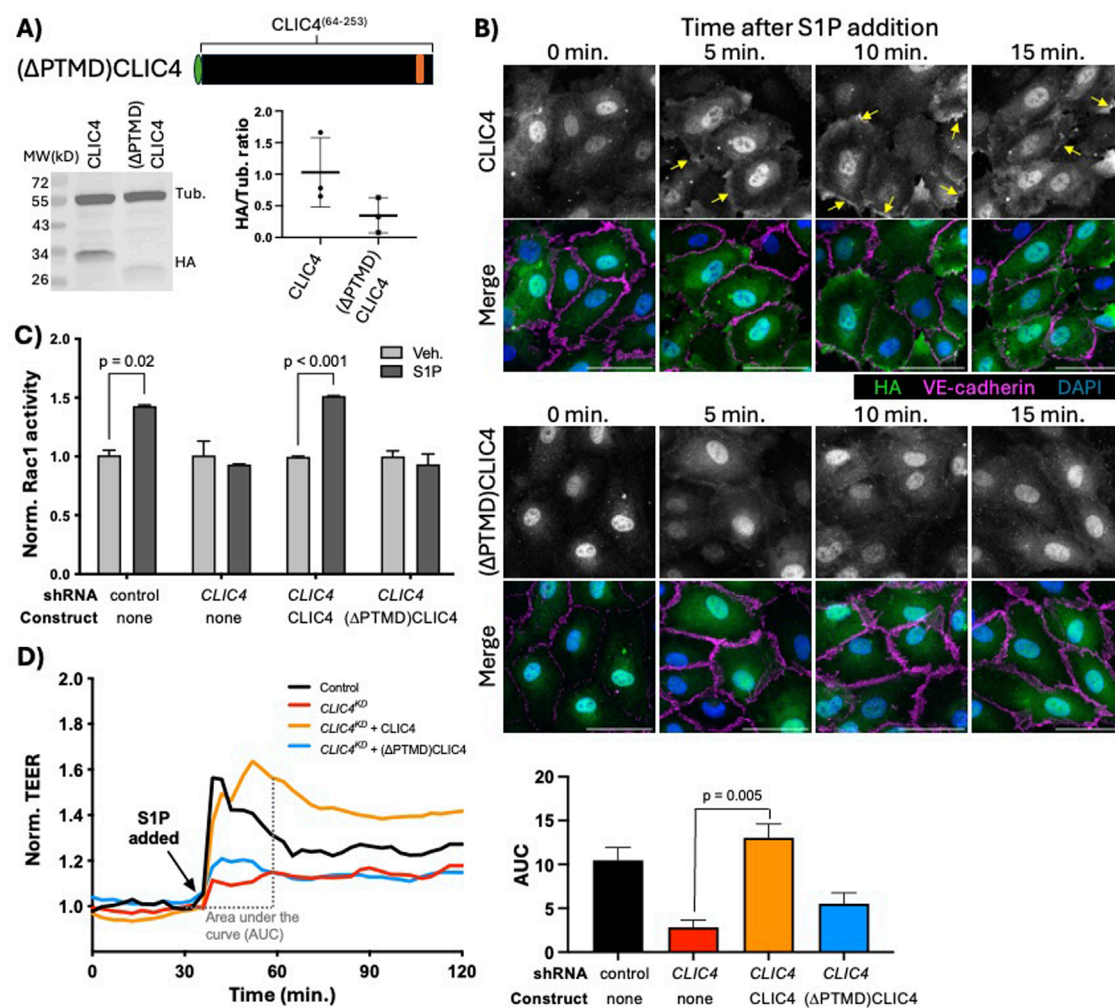 A)
CLIC4(64-253)
(ΔPTMD)CLIC4
MW(kD)
CLIC4
(ΔPTMD)
CLIC4
72
55
43
34
26
Tub.
HA
HA/Tub. ratio
2.0
1.5
1.0
0.5
0.0
CLIC4
(ΔPTMD)
CLIC4
B)
Time after S1P addition
0 min. 5 min. 10 min. 15 min.
CLIC4
Merge
HA VE-cadherin DAPI
0 min. 5 min. 10 min. 15 min.
(ΔPTMD)CLIC4
Merge
C)
Norm. Rac1 activity
2.0
1.5
1.0
0.5
0.0
p = 0.02
p < 0.001
Veh.
S1P
shRNA control CLIC4 CLIC4 CLIC4
Construct none none CLIC4 (ΔPTMD)CLIC4
D)
Norm. TEER
2.0
1.8
1.6
1.4
1.2
1.0
Control
CLIC4KD
CLIC4KD + CLIC4
CLIC4KD + (ΔPTMD)CLIC4
S1P
added
Area under the
curve (AUC)
0 30 60 90 120
Time (min.)
AUC
20
15
10
5
0
p = 0.005
shRNA control CLIC4 CLIC4 CLIC4
Construct none none CLIC4 (ΔPTMD)CLIC4